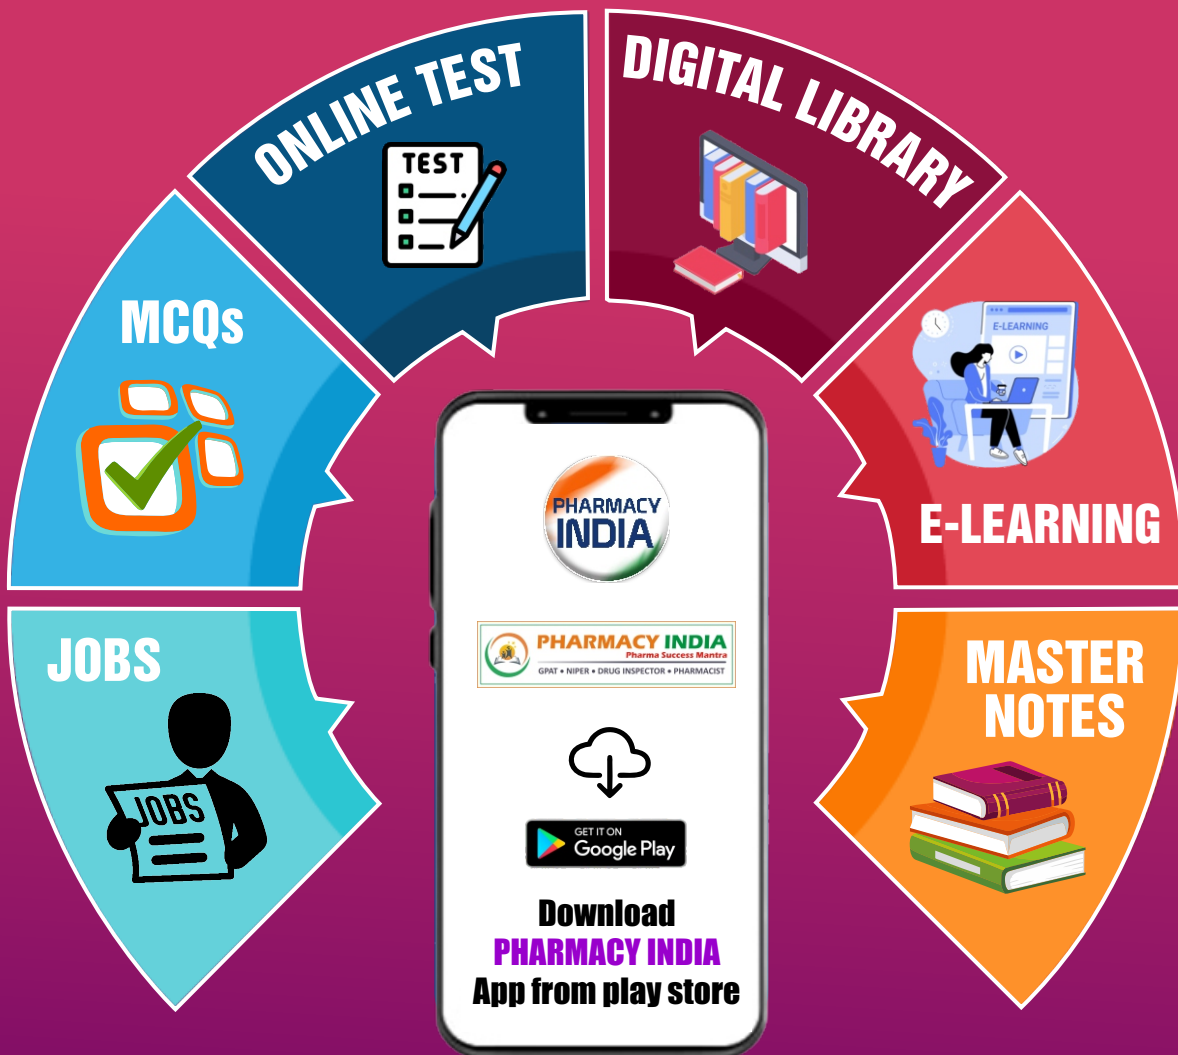 ONLINE TEST
TEST
DIGITAL LIBRARY
MCQs
E-LEARNING
E-LEARNING
JOBS
JOBS
MASTER
NOTES
PHARMACY
INDIA
PHARMACY INDIA
Pharma Success Mantra
GPAT • NIPER • DRUG INSPECTOR • PHARMACIST
GET IT ON
Google Play
Download
PHARMACY INDIA
App from play store